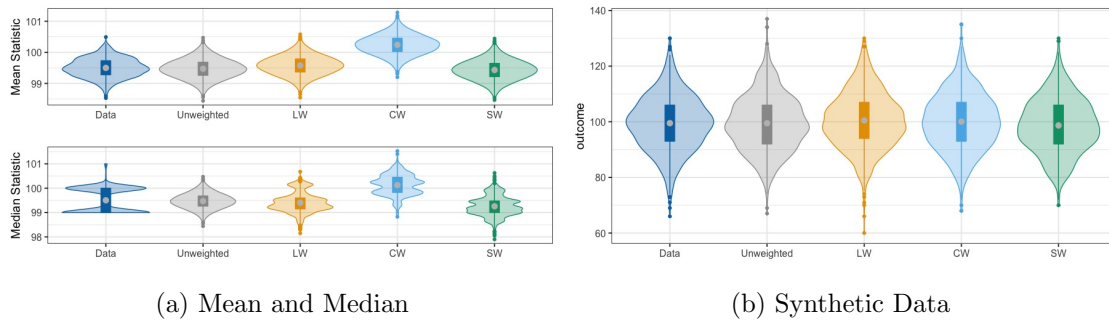 Mean Statistic
101
100
99
Data Unweighted LW CW SW
Median Statistic
101
100
99
98
Data Unweighted LW CW SW
(a) Mean and Median
outcome
140
120
100
80
60
Data Unweighted LW CW SW
(b) Synthetic Data